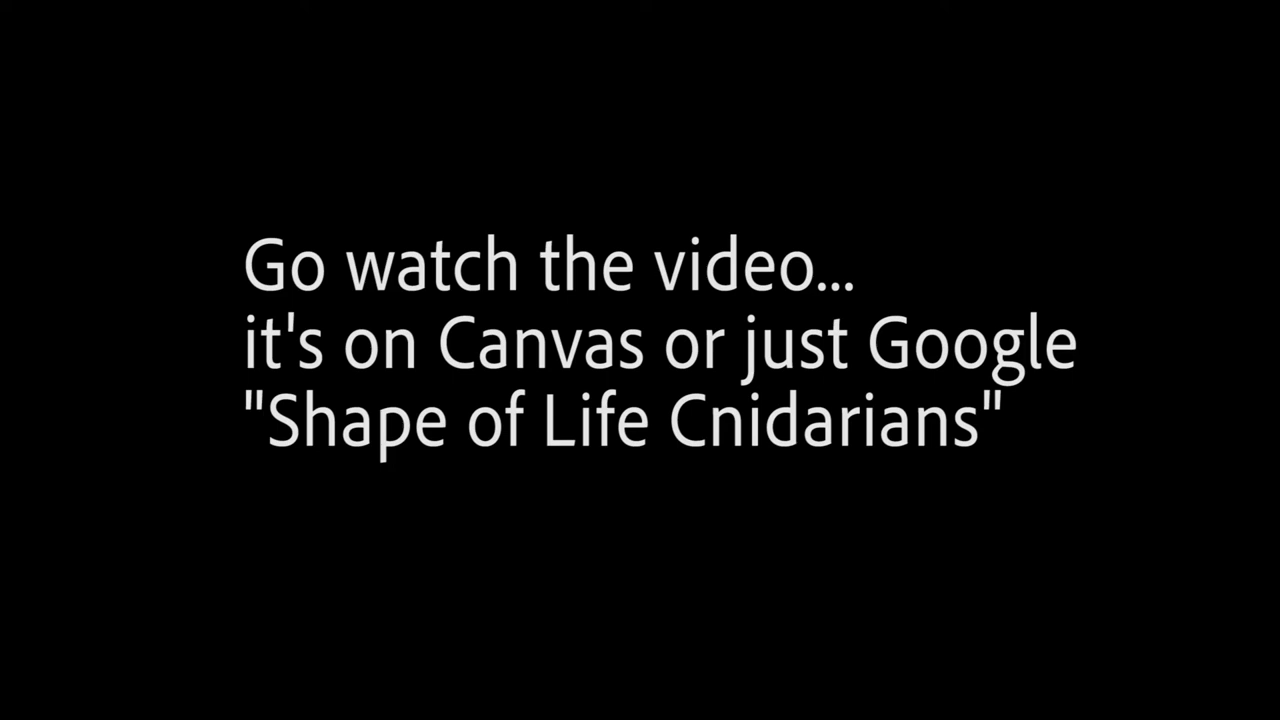 Go watch the video...
it's on Canvas or just Google
"Shape of Life Cnidarians"